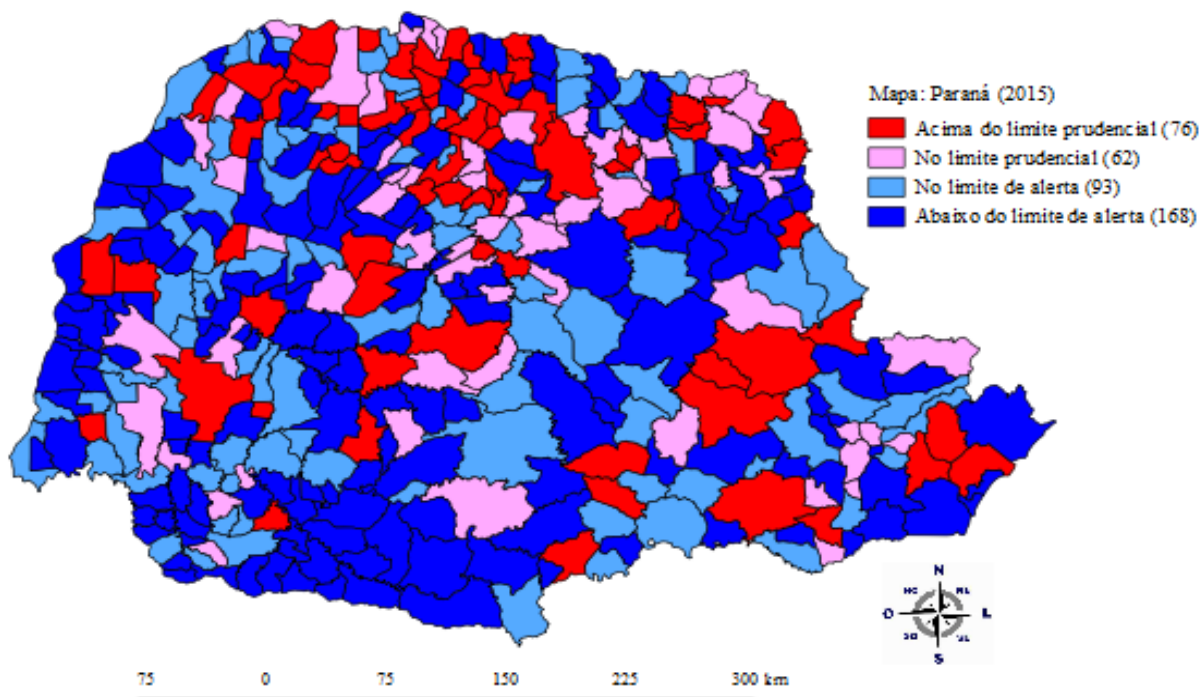 Mapa: Paraná (2015)
Acima do limite prudencial (76)
No limite prudencial (62)
No limite de alerta (93)
Abaixo do limite de alerta (168)
N
O
L
S
75 0 75 150 225 300 km